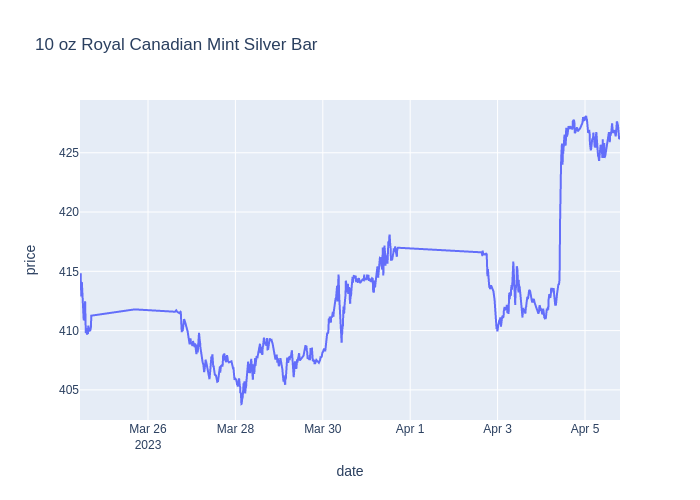 10 oz Royal Canadian Mint Silver Bar
price
425
420
415
410
405
Mar 26
2023
Mar 28
Mar 30
Apr 1
Apr 3
Apr 5
date